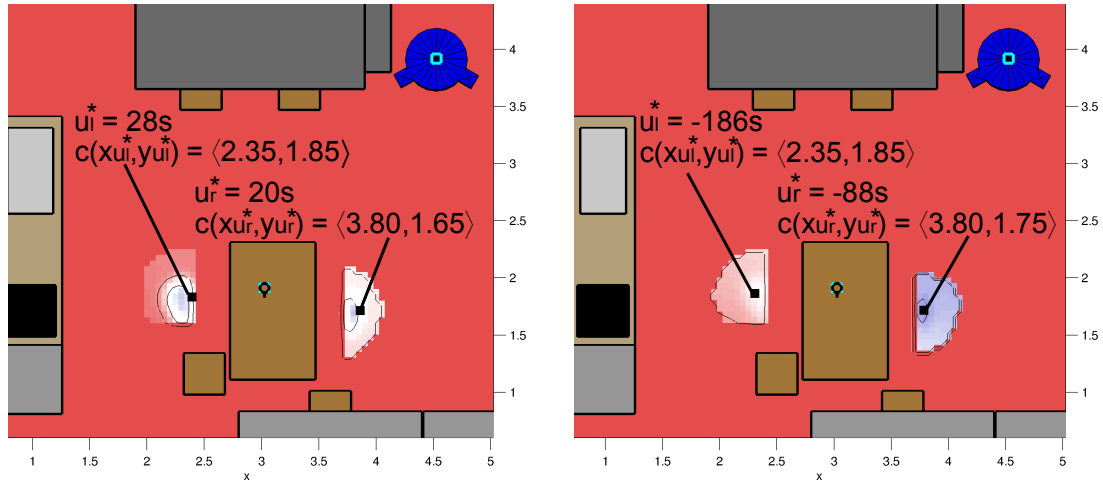 u*l = 28s
c(xu*l,yu*l) = ⟨2.35,1.85⟩
u*r = 20s
c(xu*r,yu*r) = ⟨3.80,1.65⟩
1 1.5 2 2.5 3 3.5 4 4.5 5
x
4
3.5
3
2.5
2
1.5
1
u*l = -186s
c(xu*l,yu*l) = ⟨2.35,1.85⟩
u*r = -88s
c(xu*r,yu*r) = ⟨3.80,1.75⟩
1 1.5 2 2.5 3 3.5 4 4.5 5
x
4
3.5
3
2.5
2
1.5
1